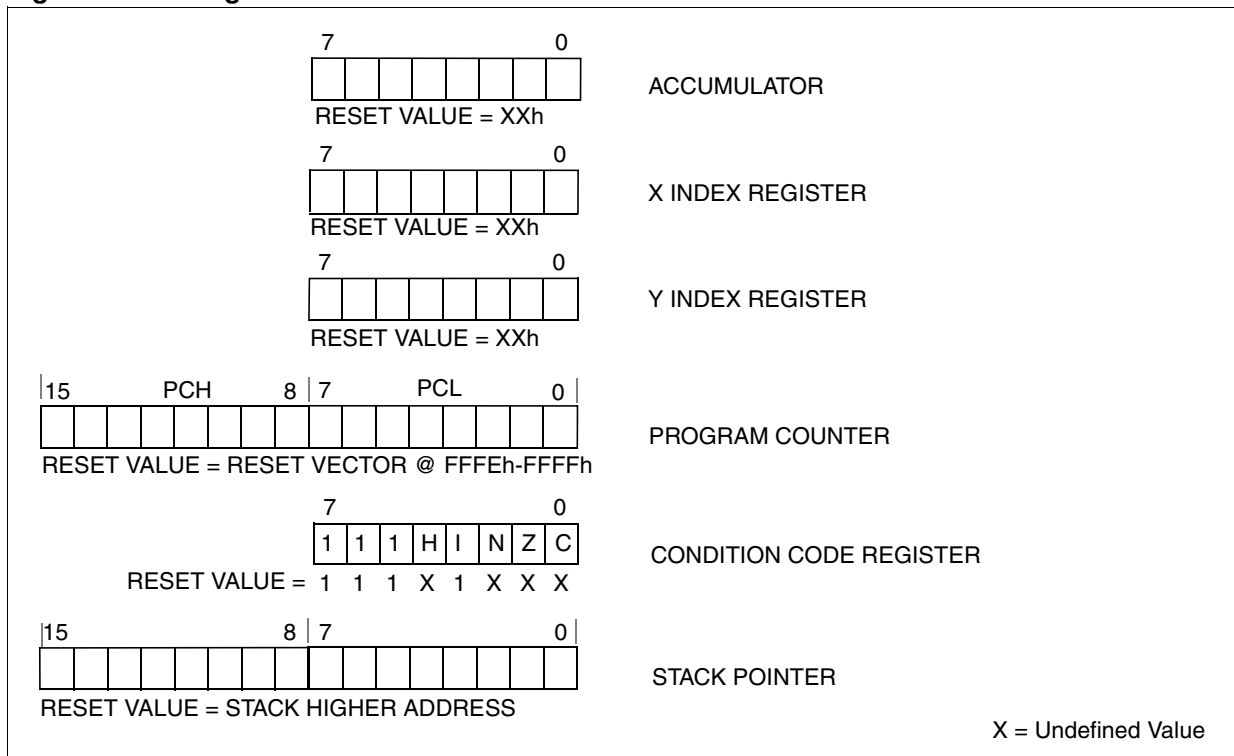 7 0
ACCUMULATOR
RESET VALUE = XXh
7 0
X INDEX REGISTER
RESET VALUE = XXh
7 0
Y INDEX REGISTER
RESET VALUE = XXh
15 PCH 8 7 PCL 0
PROGRAM COUNTER
RESET VALUE = RESET VECTOR @ FFFEh-FFFFh
7 0
1 1 1 H I N Z C
CONDITION CODE REGISTER
RESET VALUE = 1 1 1 X 1 X X X
15 8 7 0
STACK POINTER
RESET VALUE = STACK HIGHER ADDRESS
X = Undefined Value